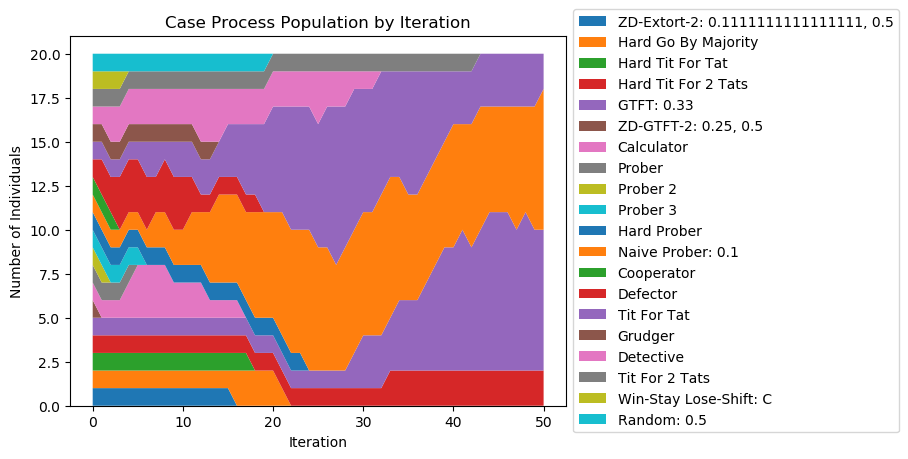 Case Process Population by Iteration
20.0
17.5
15.0
12.5
10.0
7.5
5.0
2.5
0.0
Number of Individuals
0 10 20 30 40 50
Iteration
ZD-Extort-2: 0.1111111111111111, 0.5
Hard Go By Majority
Hard Tit For Tat
Hard Tit For 2 Tats
GTFT: 0.33
ZD-GTFT-2: 0.25, 0.5
Calculator
Prober
Prober 2
Prober 3
Hard Prober
Naive Prober: 0.1
Cooperator
Defector
Tit For Tat
Grudger
Detective
Tit For 2 Tats
Win-Stay Lose-Shift: C
Random: 0.5